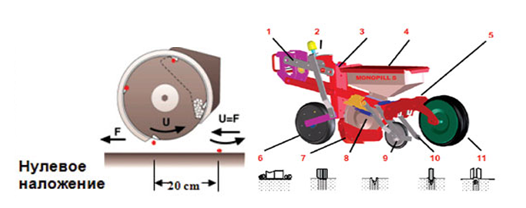 1 2 3 4 5
MONOPILL S
U
U=F
F
Нулевое
наложение
20 cm
6 7 8 9 10 11